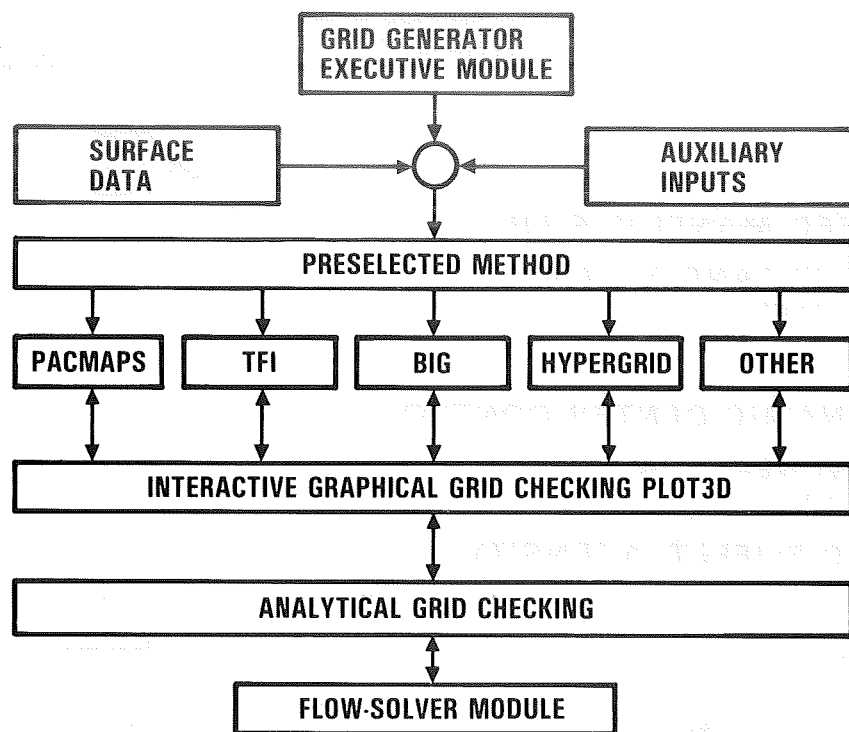 GRID GENERATOR
EXECUTIVE MODULE
SURFACE
DATA
AUXILIARY
INPUTS
PRESELECTED METHOD
PACMAPS
TFI
BIG
HYPERGRID
OTHER
INTERACTIVE GRAPHICAL GRID CHECKING PLOT3D
ANALYTICAL GRID CHECKING
FLOW-SOLVER MODULE